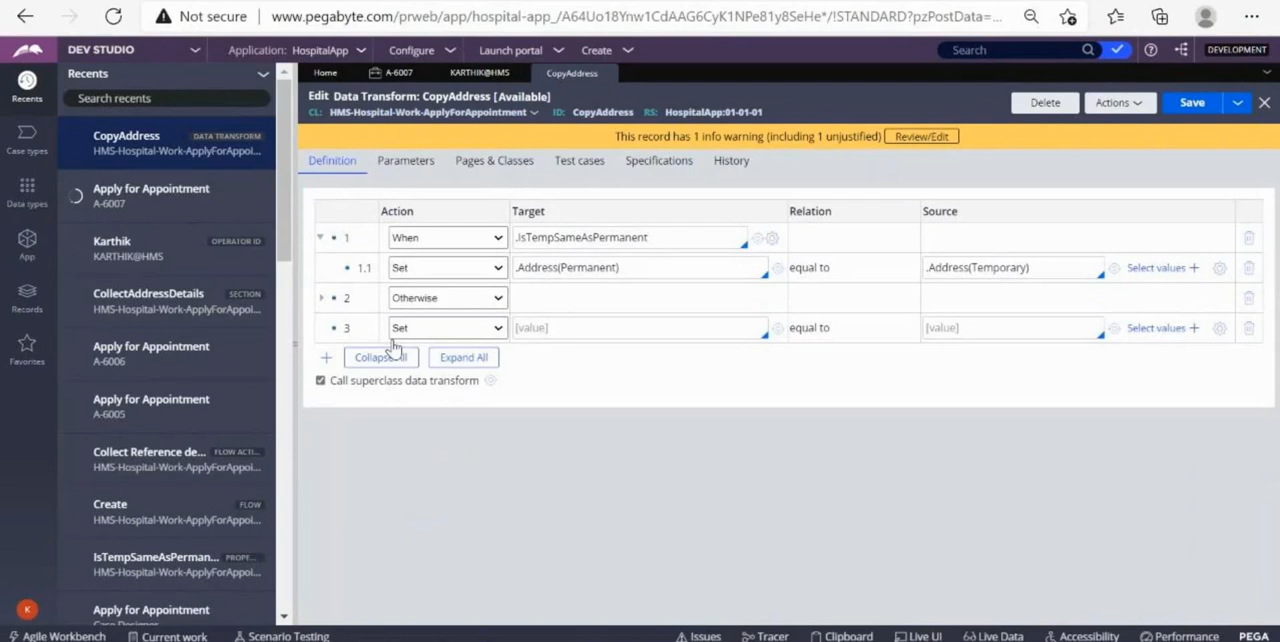 Not secure
www.pegabyte.com/prweb/app/hospital-app_/A64Uo18Ynw1CdAAG6CyK1NPe81y8SeHe*/!STANDARD?pzPostData=...
DEV STUDIO
Application: HospitalApp
Configure
Launch portal
Create
Search
DEVELOPMENT
Recents
Search recents
Home
A-6007
KARTHIK@HMS
CopyAddress
Edit Data Transform: CopyAddress [Available]
CL: HMS-Hospital-Work-ApplyForAppointment
ID: CopyAddress
RS: HospitalApp:01-01-01
Delete
Actions
Save
This record has 1 info warning (including 1 unjustified)
Review/Edit
Definition
Parameters
Pages & Classes
Test cases
Specifications
History
Action
Target
Relation
Source
1
When
.IsTempSameAsPermanent
1.1
Set
.Address(Permanent)
equal to
.Address(Temporary)
Select values +
2
Otherwise
3
Set
[value]
equal to
[value]
Select values +
+
Collapse All
Expand All
Call superclass data transform
Recents
Case types
Data types
App
Records
Favorites
K
CopyAddress
DATA TRANSFORM
HMS-Hospital-Work-ApplyForAppoi...
Apply for Appointment
A-6007
Karthik
OPERATOR ID
KARTHIK@HMS
CollectAddressDetails
SECTION
HMS-Hospital-Work-ApplyForAppoi...
Apply for Appointment
A-6006
Apply for Appointment
A-6005
Collect Reference de...
FLOW ACTI...
HMS-Hospital-Work-ApplyForAppoi...
Create
FLOW
HMS-Hospital-Work-ApplyForAppoi...
IsTempSameAsPerman...
PROPE...
HMS-Hospital-Work-ApplyForAppoi...
Apply for Appointment
Agile Workbench
Current work
Scenario Testing
Issues
Tracer
Clipboard
Live UI
Live Data
Accessibility
Performance
PEGA